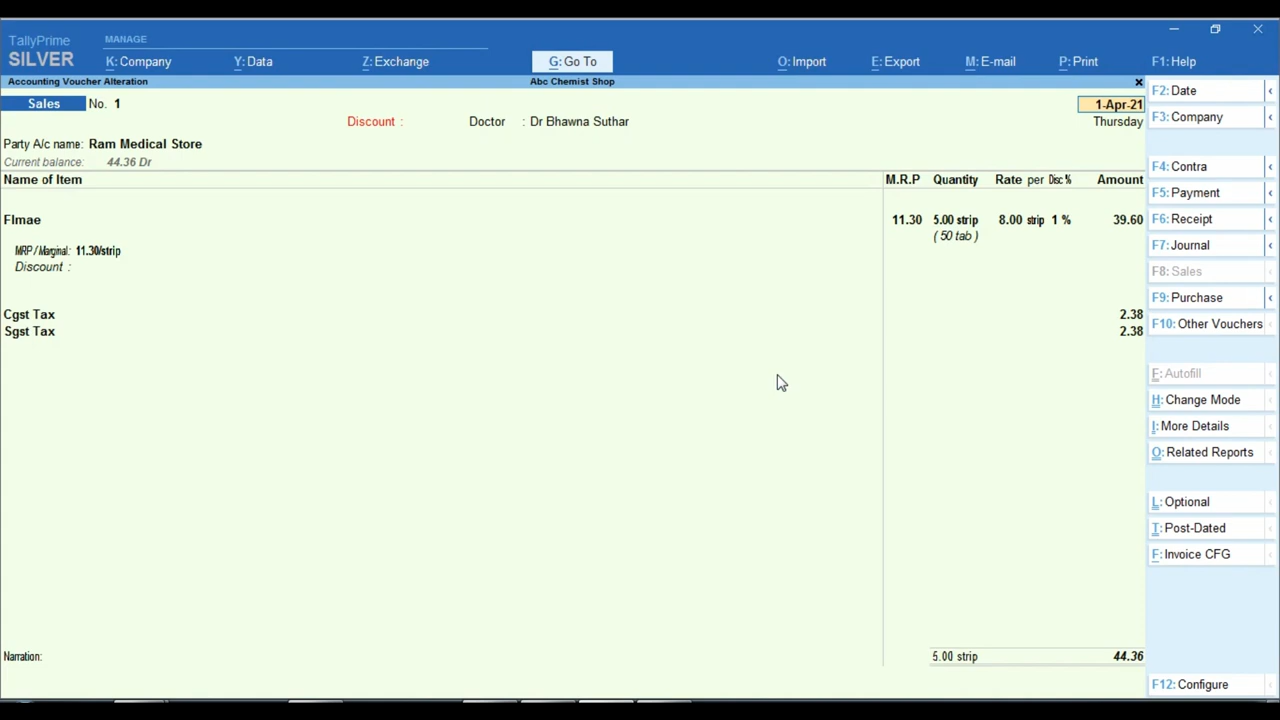 TallyPrime
MANAGE
SILVER
K: Company
Y: Data
Z: Exchange
G: Go To
O: Import
E: Export
M: E-mail
P: Print
F1: Help
Accounting Voucher Alteration
Abc Chemist Shop
Sales No. 1
1-Apr-21
Discount :
Doctor : Dr Bhawna Suthar
Thursday
Party A/c name: Ram Medical Store
Current balance: 44.36 Dr
Name of Item M.R.P Quantity Rate per Disc % Amount
Flmae 11.30 5.00 strip 8.00 strip 1 % 39.60
( 50 tab )
MRP / Marginal: 11.30/strip
Discount :
Cgst Tax 2.38
Sgst Tax 2.38
Narration: 5.00 strip 44.36
F2: Date
F3: Company
F4: Contra
F5: Payment
F6: Receipt
F7: Journal
F8: Sales
F9: Purchase
F10: Other Vouchers
E: Autofill
H: Change Mode
I: More Details
O: Related Reports
L: Optional
T: Post-Dated
F: Invoice CFG
F12: Configure